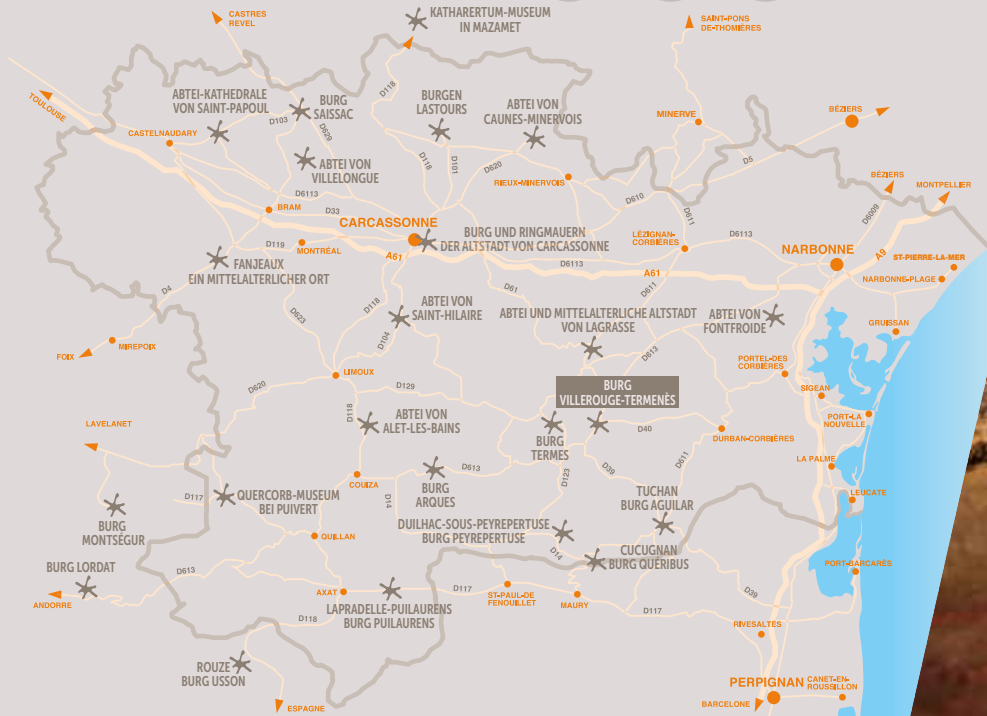 KATHARERTUM-MUSEUM
IN MAZAMET
CASTRES
REVEL
SAINT-PONS
DE-THOMIÈRES
TOULOUSE
ABTEI-KATHEDRALE
VON SAINT-PAPOUL
BURG
SAISSAC
D118
BURGEN
LASTOURS
ABTEI VON
CAUNES-MINERVOIS
MINERVE
BÉZIERS
CASTELNAUDARY
D103
D629
ABTEI VON
VILLELONGUE
D118
D101
D620
RIEUX-MINERVOIS
D5
BÉZIERS
MONTPELLIER
D6113
BRAM
D33
D610
D611
D6009
CARCASSONNE
BURG UND RINGMAUERN
DER ALTSTADT VON CARCASSONNE
LÉZIGNAN-
CORBIÈRES
D6113
NARBONNE
A9
D119
MONTRÉAL
A61
D6113
A61
ST-PIERRE-LA-MER
NARBONNE-PLAGE
FANJEAUX
EIN MITTELALTERLICHER ORT
D4
D61
D611
D623
D118
ABTEI VON
SAINT-HILAIRE
ABTEI UND MITTELALTERLICHE ALTSTADT
VON LAGRASSE
ABTEI VON
FONTFROIDE
GRUISSAN
MIREPOIX
FOIX
D104
D613
PORTEL-DES
CORBIÈRES
LIMOUX
D620
D129
BURG
VILLEROUGE-TERMENÈS
SIGEAN
D118
ABTEI VON
ALET-LES-BAINS
PORT-LA
NOUVELLE
LAVELANET
BURG
TERMES
D40
DURBAN-CORBIÈRES
LA PALME
COUIZA
D613
BURG
ARQUES
D123
D39
D611
LEUCATE
D117
QUERCORB-MUSEUM
BEI PUIVERT
D14
TUCHAN
BURG AGUILAR
BURG
MONTSÉGUR
QUILLAN
DUILHAC-SOUS-PEYREPERTUSE
BURG PEYREPERTUSE
D14
CUCUGNAN
BURG QUÉRIBUS
BURG LORDAT
D613
PORT-BARCARÈS
ANDORRE
AXAT
D117
LAPRADELLE-PUILAURENS
BURG PUILAURENS
ST-PAUL-DE
FENOUILLET
MAURY
D117
D39
D118
RIVESALTES
ROUZE
BURG USSON
PERPIGNAN
CANET-EN-
ROUSSILLON
BARCELONE
ESPAGNE